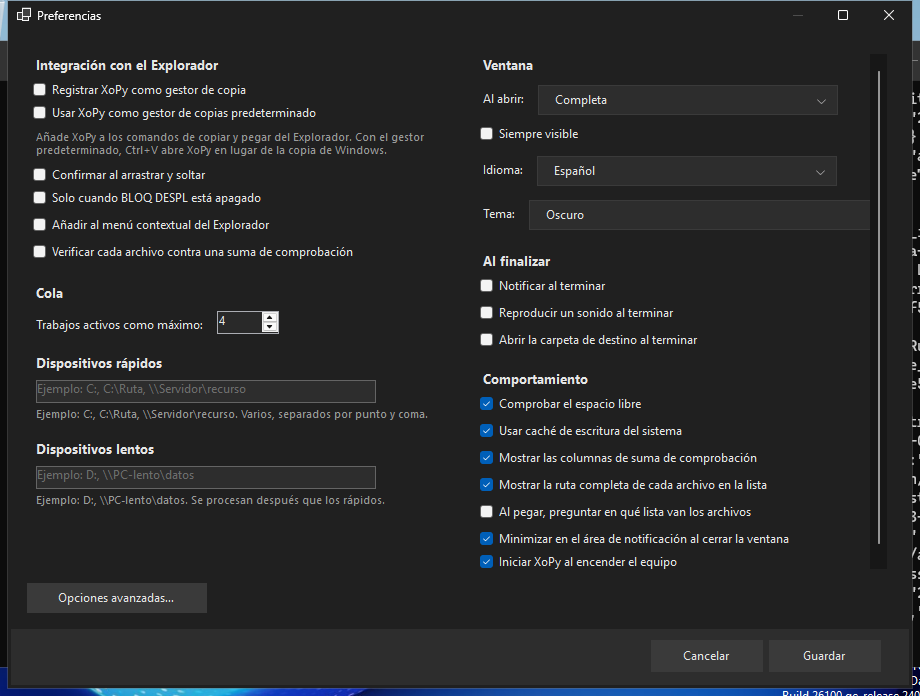 Preferencias
Integración con el Explorador
Registrar XoPy como gestor de copia
Usar XoPy como gestor de copias predeterminado
Añade XoPy a los comandos de copiar y pegar del Explorador. Con el gestor
predeterminado, Ctrl+V abre XoPy en lugar de la copia de Windows.
Confirmar al arrastrar y soltar
Solo cuando BLOQ DESPL está apagado
Añadir al menú contextual del Explorador
Verificar cada archivo contra una suma de comprobación
Cola
Trabajos activos como máximo: 4
Dispositivos rápidos
Ejemplo: C:, C:\Ruta, \\Servidor\recurso
Ejemplo: C:, C:\Ruta, \\Servidor\recurso. Varios, separados por punto y coma.
Dispositivos lentos
Ejemplo: D:, \\PC-lento\datos
Ejemplo: D:, \\PC-lento\datos. Se procesan después que los rápidos.
Opciones avanzadas...
Ventana
Al abrir: Completa
Siempre visible
Idioma: Español
Tema: Oscuro
Al finalizar
Notificar al terminar
Reproducir un sonido al terminar
Abrir la carpeta de destino al terminar
Comportamiento
Comprobar el espacio libre
Usar caché de escritura del sistema
Mostrar las columnas de suma de comprobación
Mostrar la ruta completa de cada archivo en la lista
Al pegar, preguntar en qué lista van los archivos
Minimizar en el área de notificación al cerrar la ventana
Iniciar XoPy al encender el equipo
Cancelar
Guardar